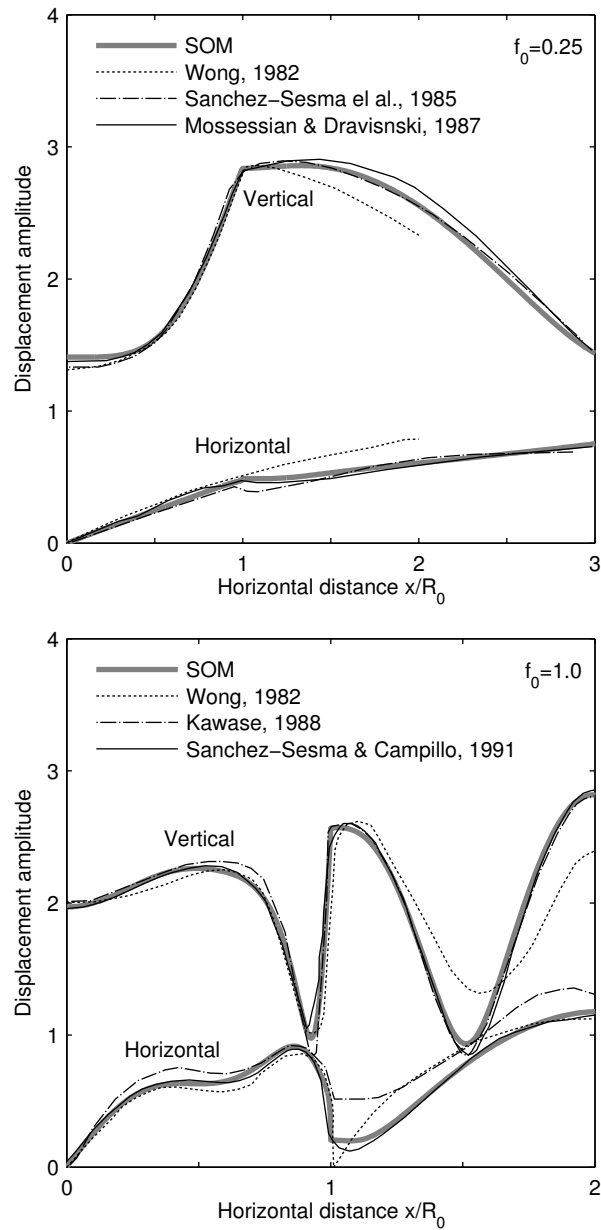 4
SOM
f₀=0.25
Wong, 1982
Sanchez−Sesma el al., 1985
Mossessian & Dravisnski, 1987
3
Vertical
Displacement amplitude
2
1
Horizontal
0
0 1 2 3
Horizontal distance x/R₀
4
SOM
f₀=1.0
Wong, 1982
Kawase, 1988
Sanchez−Sesma & Campillo, 1991
3
Vertical
Displacement amplitude
2
1
Horizontal
0
0 1 2
Horizontal distance x/R₀